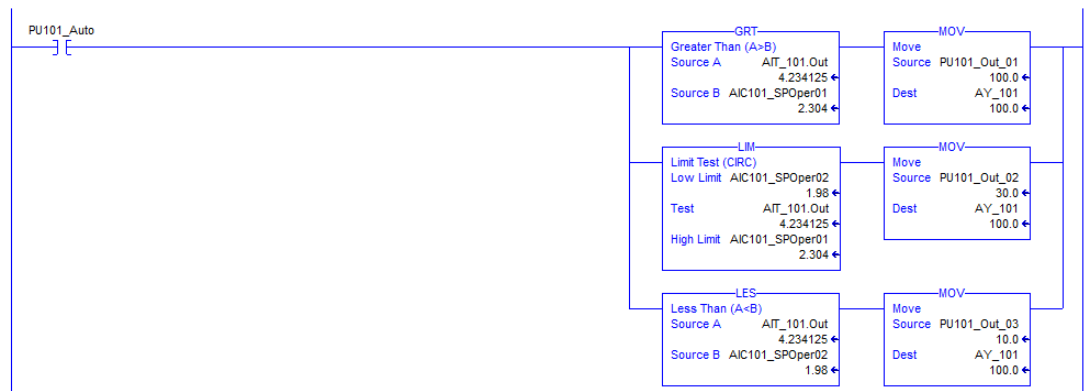 PU101_Auto
GRT
Greater Than (A>B)
Source A AIT_101.Out
4.234125
Source B AIC101_SPOper01
2.304
MOV
Move
Source PU101_Out_01
100.0
Dest AY_101
100.0
LIM
Limit Test (CIRC)
Low Limit AIC101_SPOper02
1.98
Test AIT_101.Out
4.234125
High Limit AIC101_SPOper01
2.304
MOV
Move
Source PU101_Out_02
30.0
Dest AY_101
100.0
LES
Less Than (A<B)
Source A AIT_101.Out
4.234125
Source B AIC101_SPOper02
1.98
MOV
Move
Source PU101_Out_03
10.0
Dest AY_101
100.0